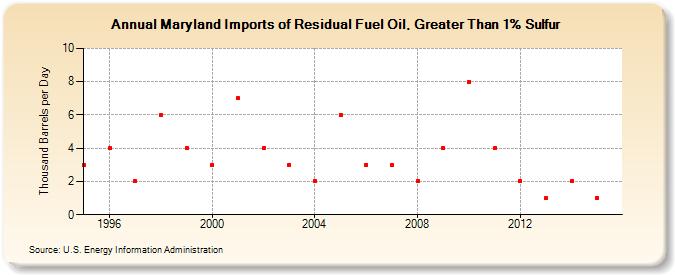 Annual Maryland Imports of Residual Fuel Oil, Greater Than 1% Sulfur
Thousand Barrels per Day
10
8
6
4
2
0
1996 2000 2004 2008 2012
Source: U.S. Energy Information Administration